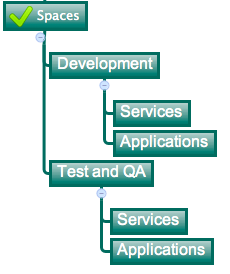 Spaces
Development
Services
Applications
Test and QA
Services
Applications